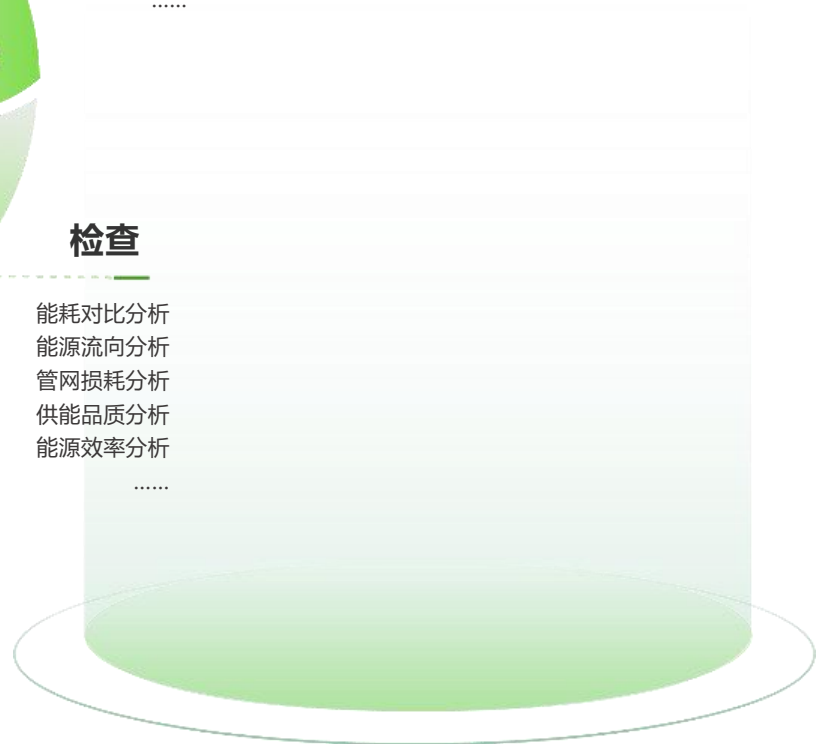 ……
检查
能耗对比分析
能源流向分析
管网损耗分析
供能品质分析
能源效率分析
……